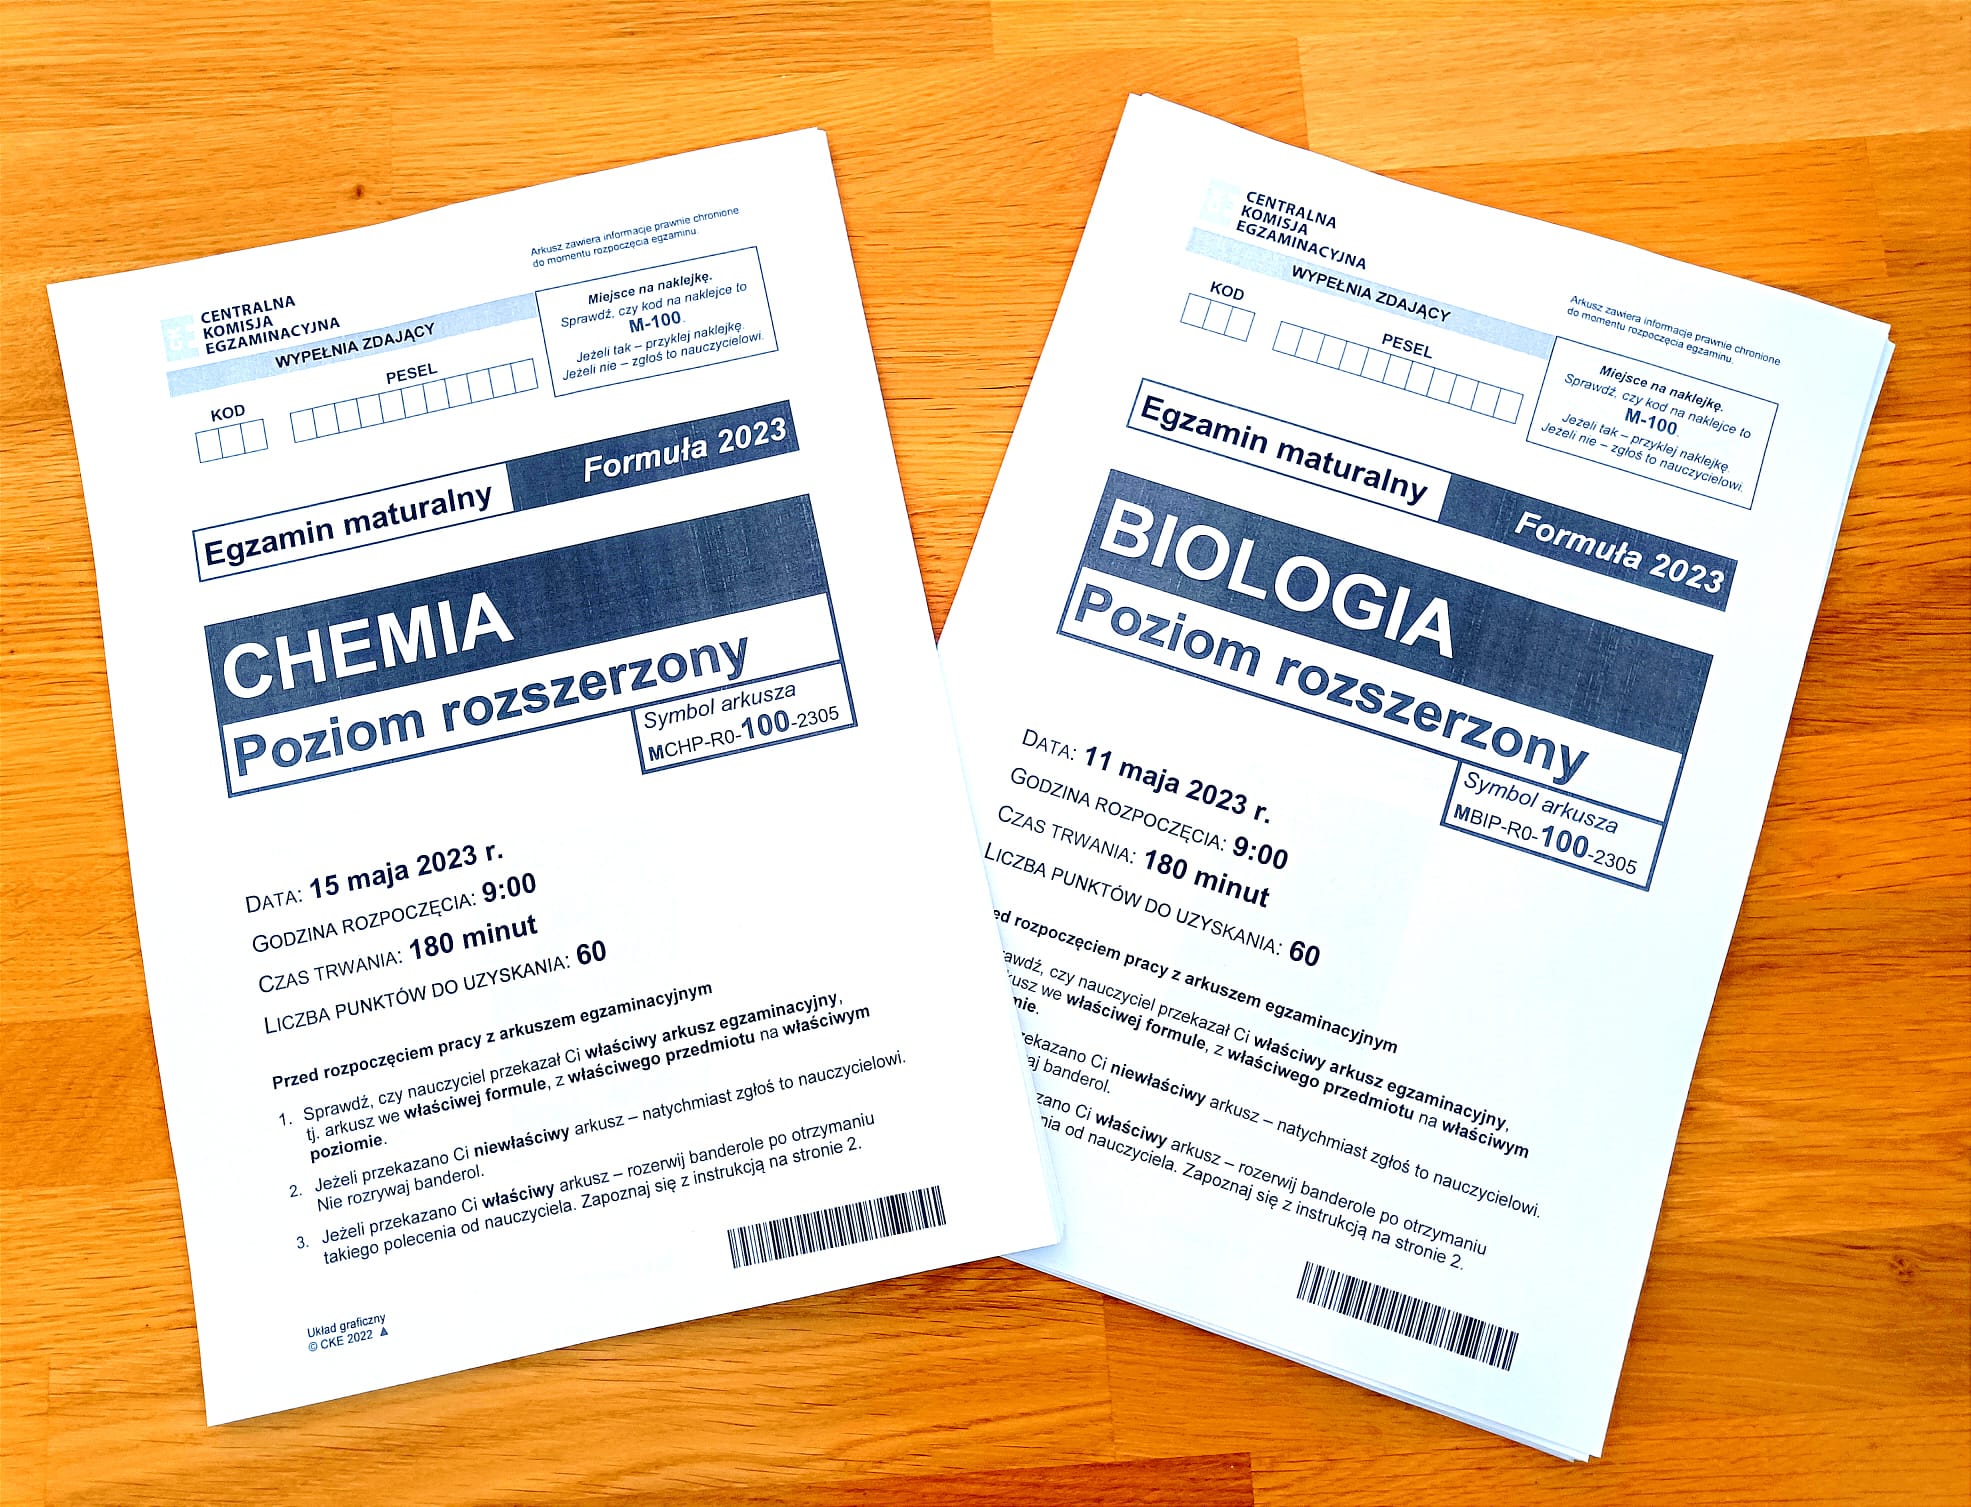 Arkusz zawiera informacje prawnie chronione
do momentu rozpoczęcia egzaminu.
CENTRALNA
KOMISJA
EGZAMINACYJNA
WYPEŁNIA ZDAJĄCY
KOD
PESEL
Miejsce na naklejkę.
Sprawdź, czy kod na naklejce to
M-100.
Jeżeli tak – przyklej naklejkę.
Jeżeli nie – zgłoś to nauczycielowi.
Egzamin maturalny
Formuła 2023
CHEMIA
Poziom rozszerzony
Symbol arkusza
MCHP-R0-100-2305
DATA: 15 maja 2023 r.
GODZINA ROZPOCZĘCIA: 9:00
CZAS TRWANIA: 180 minut
LICZBA PUNKTÓW DO UZYSKANIA: 60
Przed rozpoczęciem pracy z arkuszem egzaminacyjnym
1. Sprawdź, czy nauczyciel przekazał Ci właściwy arkusz egzaminacyjny,
tj. arkusz we właściwej formule, z właściwego przedmiotu na właściwym
poziomie.
2. Jeżeli przekazano Ci niewłaściwy arkusz – natychmiast zgłoś to nauczycielowi.
Nie rozrywaj banderol.
3. Jeżeli przekazano Ci właściwy arkusz – rozerwij banderole po otrzymaniu
takiego polecenia od nauczyciela. Zapoznaj się z instrukcją na stronie 2.
Układ graficzny
© CKE 2022
CENTRALNA
KOMISJA
EGZAMINACYJNA
WYPEŁNIA ZDAJĄCY
KOD
PESEL
Arkusz zawiera informacje prawnie chronione
do momentu rozpoczęcia egzaminu.
Miejsce na naklejkę.
Sprawdź, czy kod na naklejce to
M-100.
Jeżeli tak – przyklej naklejkę.
Jeżeli nie – zgłoś to nauczycielowi.
Egzamin maturalny
Formuła 2023
BIOLOGIA
Poziom rozszerzony
Symbol arkusza
MBIP-R0-100-2305
DATA: 11 maja 2023 r.
GODZINA ROZPOCZĘCIA: 9:00
CZAS TRWANIA: 180 minut
LICZBA PUNKTÓW DO UZYSKANIA: 60
ed rozpoczęciem pracy z arkuszem egzaminacyjnym
awdź, czy nauczyciel przekazał Ci właściwy arkusz egzaminacyjny,
kusz we właściwej formule, z właściwego przedmiotu na właściwym
mie.
zekazano Ci niewłaściwy arkusz – natychmiast zgłoś to nauczycielowi.
aj banderol.
zano Ci właściwy arkusz – rozerwij banderole po otrzymaniu
nia od nauczyciela. Zapoznaj się z instrukcją na stronie 2.